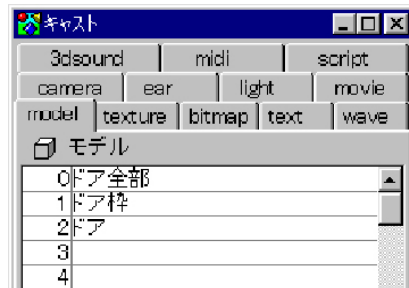 キャスト
3dsound midi script
camera ear light movie
model texture bitmap text wave
モデル
0 ドア全部
1 ドア枠
2 ドア
3
4